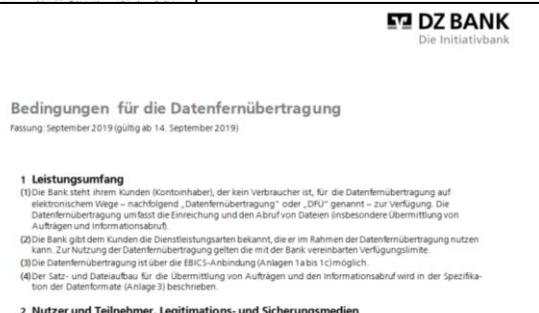 DZ BANK
Die Initiativbank
Bedingungen für die Datenfernübertragung
Fassung: September 2019 (gültig ab 14. September 2019)
1 Leistungsumfang
(1) Die Bank steht ihrem Kunden (Kontoinhaber), der kein Verbraucher ist, für die Datenfernübertragung auf
elektronischem Wege – nachfolgend „Datenfernübertragung" oder „DFÜ" genannt – zur Verfügung. Die
Datenfernübertragung umfasst die Einreichung und den Abruf von Dateien (insbesondere Übermittlung von
Aufträgen und Informationsabruf).
(2) Die Bank gibt dem Kunden die Dienstleistungsarten bekannt, die er im Rahmen der Datenfernübertragung nutzen
kann. Zur Nutzung der Datenfernübertragung gelten die mit der Bank vereinbarten Verfügungslimite.
(3) Die Datenfernübertragung ist über die EBICS-Anbindung (Anlagen 1a bis 1c) möglich.
(4) Der Satz- und Dateiaufbau für die Übermittlung von Aufträgen und den Informationsabruf wird in der Spezifika-
tion der Datenformate (Anlage 3) beschrieben.
2 Nutzer und Teilnehmer, Legitimations- und Sicherungsmedien